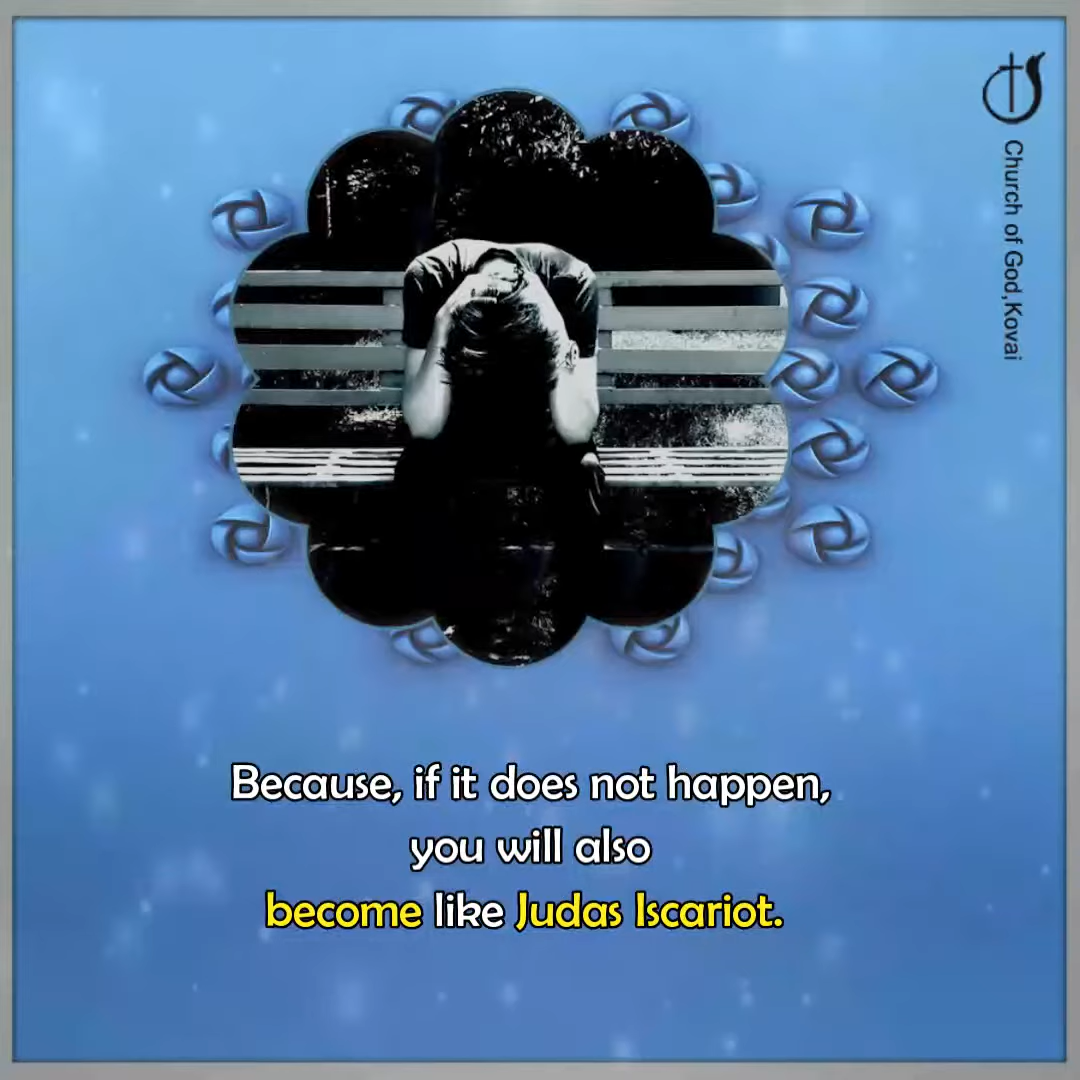 Church of God,Kovai
Because, if it does not happen,
you will also
become like Judas Iscariot.